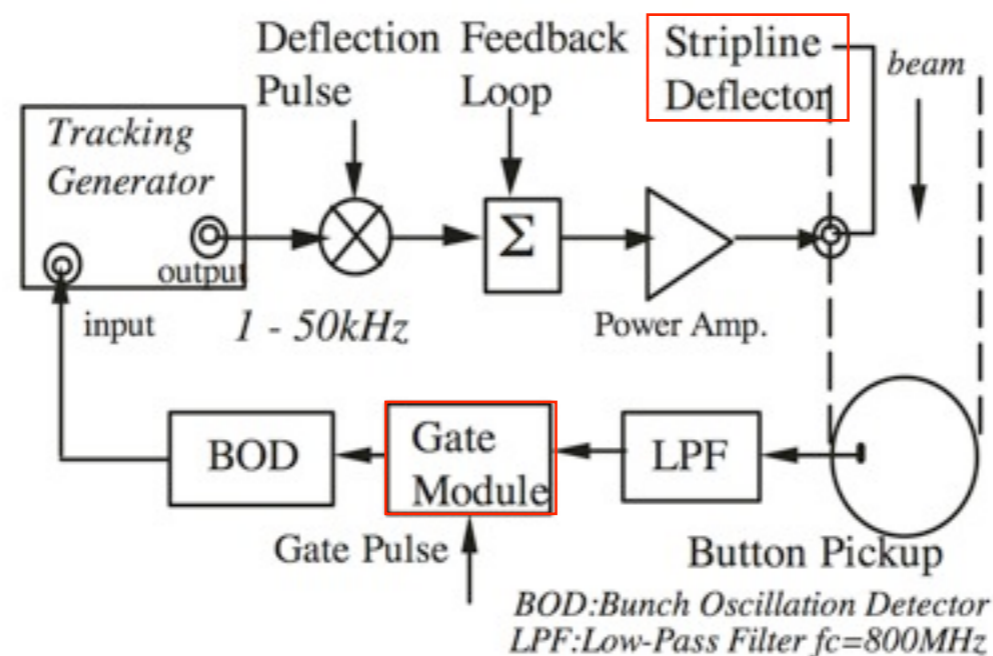 Deflection
Pulse
Feedback
Loop
Stripline
Deflector
beam
Tracking
Generator
output
input
1 - 50kHz
Σ
Power Amp.
BOD
Gate
Module
LPF
Gate Pulse
Button Pickup
BOD:Bunch Oscillation Detector
LPF:Low-Pass Filter fc=800MHz